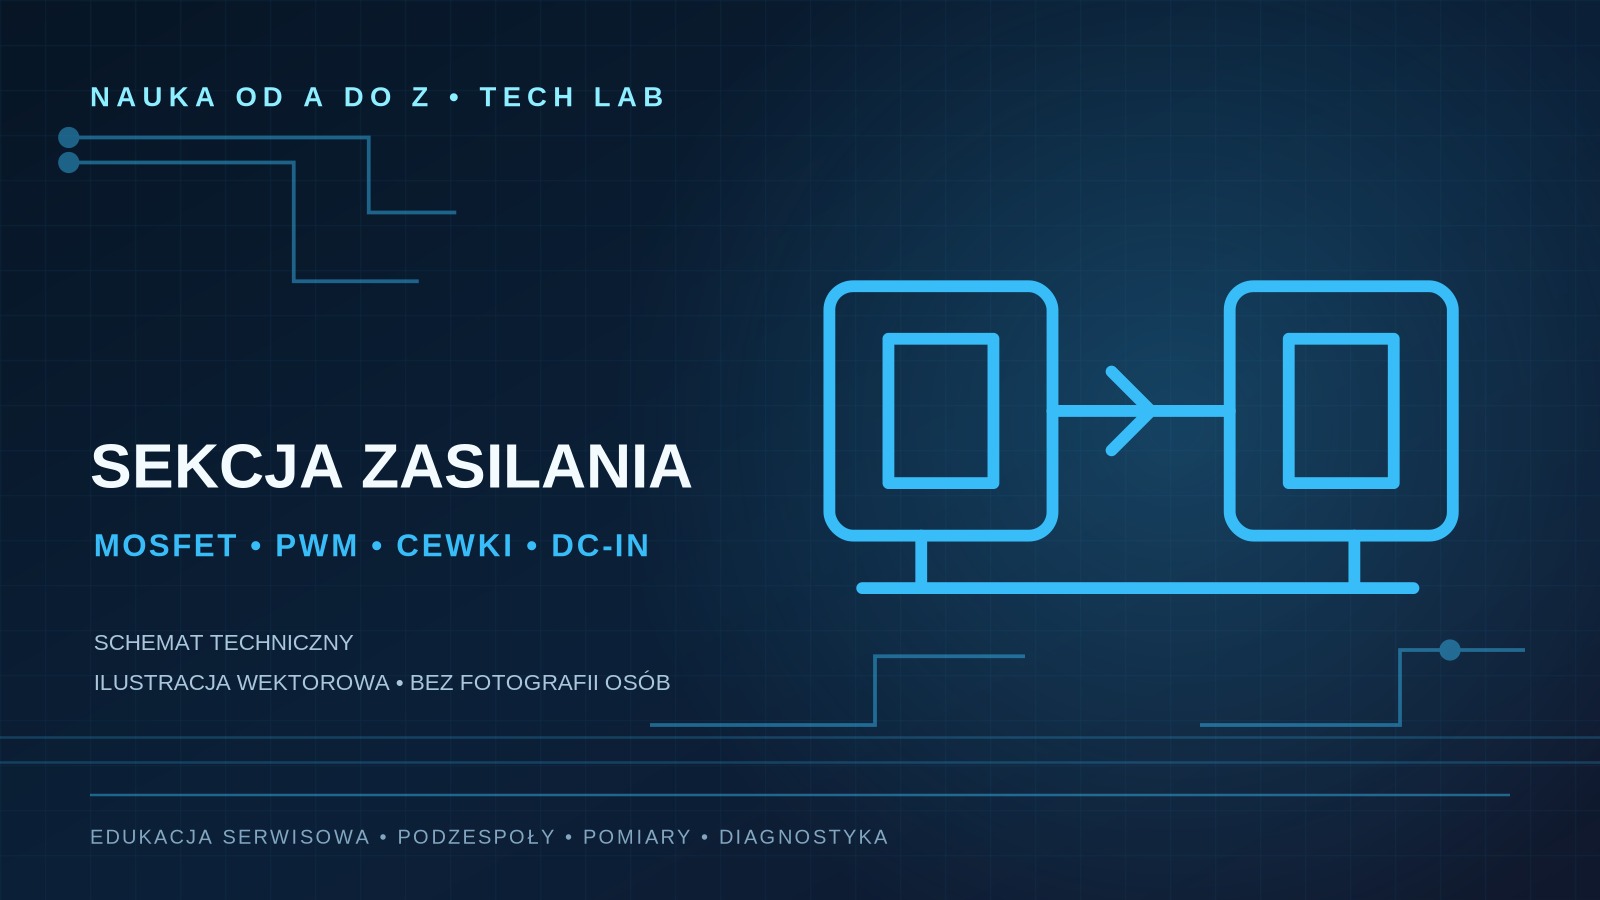 NAUKA OD A DO Z • TECH LAB
SEKCJA ZASILANIA
MOSFET • PWM • CEWKI • DC-IN
SCHEMAT TECHNICZNY
ILUSTRACJA WEKTOROWA • BEZ FOTOGRAFII OSÓB
EDUKACJA SERWISOWA • PODZESPOŁY • POMIARY • DIAGNOSTYKA